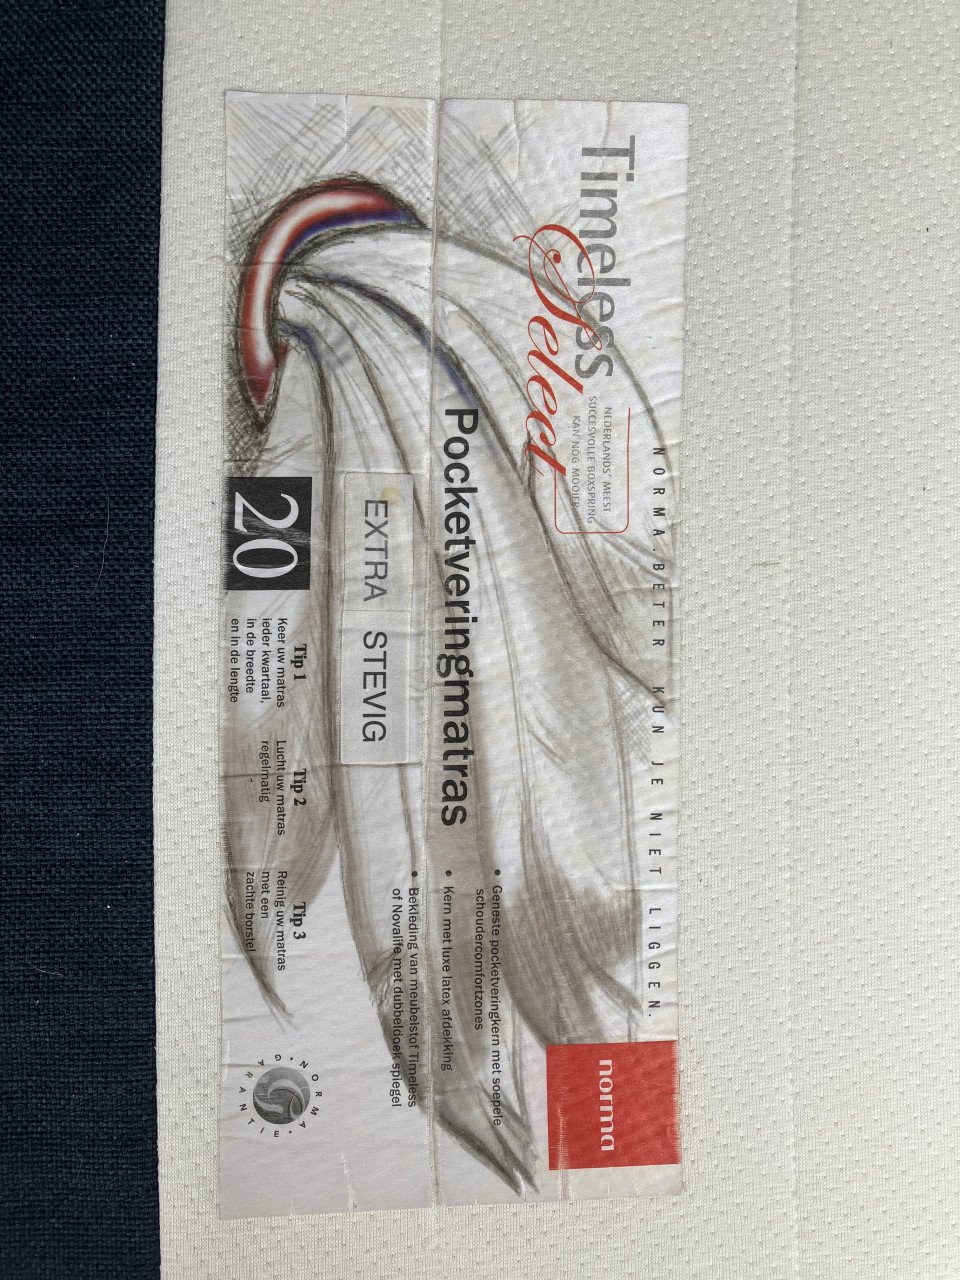 NORMA. BETER KUN JE NIET LIGGEN.
Timeless
Select
NEDERLANDS' MEEST
SUCCESVOLLE BOXSPRING
KAN NOG MOOIER
norma
Pocketveringmatras
EXTRA STEVIG
• Geneste pocketveringkern met soepele
schoudercomfortzones
• Kern met luxe latex afdekking
• Bekleding van meubelstof Timeless
of Novalife met dubbeldoek spiegel
20
Tip 1
Keer uw matras
ieder kwartaal,
in de breedte
en in de lengte
Tip 2
Lucht uw matras
regelmatig
Tip 3
Reinig uw matras
met een
zachte borstel
• NORMA • GARANTIE